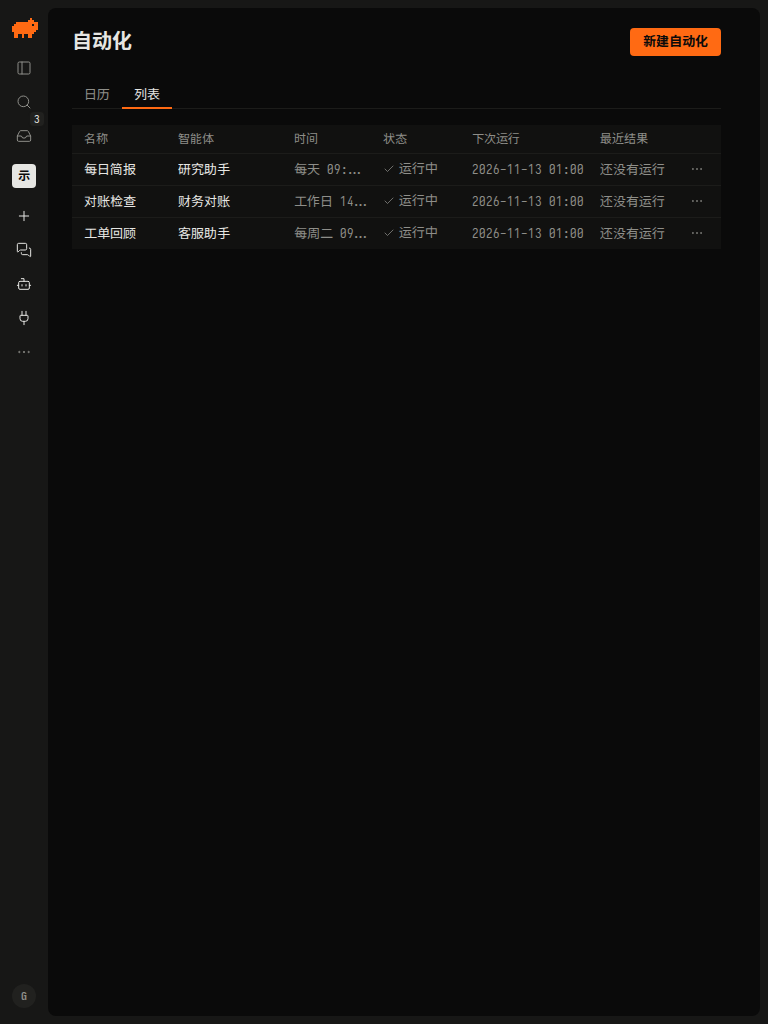 自动化
新建自动化
日历
列表
3
示
名称 智能体 时间 状态 下次运行 最近结果
每日简报 研究助手 每天 09:... 运行中 2026-11-13 01:00 还没有运行
对账检查 财务对账 工作日 14... 运行中 2026-11-13 01:00 还没有运行
工单回顾 客服助手 每周二 09... 运行中 2026-11-13 01:00 还没有运行
G